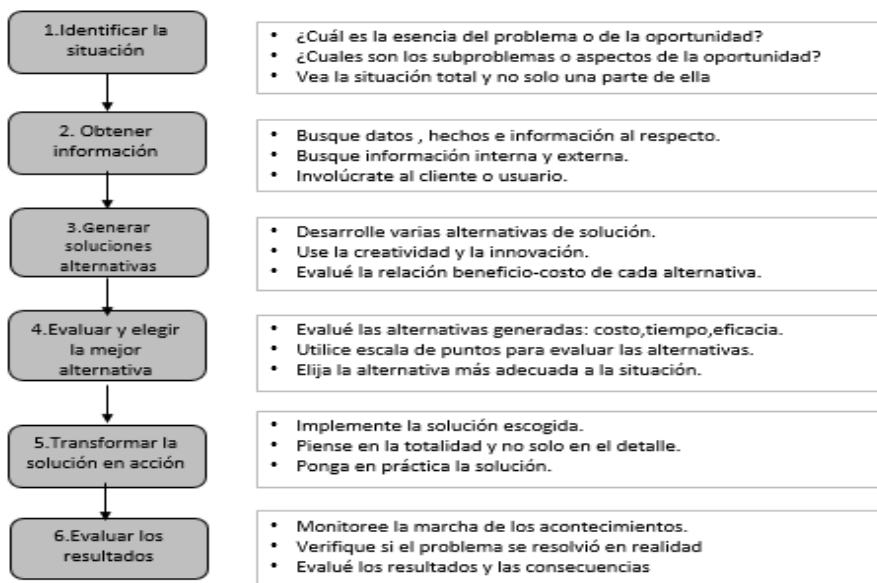 1.Identificar la
situación
• ¿Cuál es la esencia del problema o de la oportunidad?
• ¿Cuales son los subproblemas o aspectos de la oportunidad?
• Vea la situación total y no solo una parte de ella
2. Obtener
información
• Busque datos , hechos e información al respecto.
• Busque información interna y externa.
• Involúcrate al cliente o usuario.
3.Generar
soluciones
alternativas
• Desarrolle varias alternativas de solución.
• Use la creatividad y la innovación.
• Evalué la relación beneficio-costo de cada alternativa.
4.Evaluar y elegir
la mejor
alternativa
• Evalué las alternativas generadas: costo,tiempo,eficacia.
• Utilice escala de puntos para evaluar las alternativas.
• Elija la alternativa más adecuada a la situación.
5.Transformar la
solución en acción
• Implemente la solución escogida.
• Piense en la totalidad y no solo en el detalle.
• Ponga en práctica la solución.
6.Evaluar los
resultados
• Monitoree la marcha de los acontecimientos.
• Verifique si el problema se resolvió en realidad
• Evalué los resultados y las consecuencias